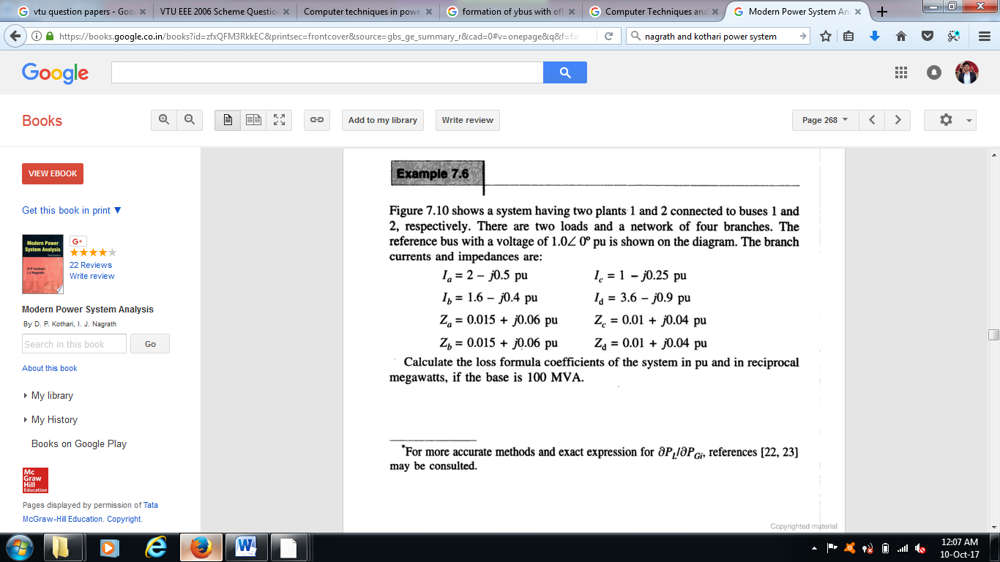 vtu question papers - Goo
VTU EEE 2006 Scheme Question
Computer techniques in powe
formation of ybus with off
Computer Techniques and
Modern Power System An
https://books.google.co.in/books?id=zfxQFM3RkkEC&printsec=frontcover&source=gbs_ge_summary_r&cad=0#v=onepage&q&f=fa
nagrath and kothari power system
Google
Books
Add to my library
Write review
Page 268
VIEW EBOOK
Get this book in print ▼
Modern Power
System Analysis
D P Kothari
I J Nagrath
G+
22 Reviews
Write review
Modern Power System Analysis
By D. P. Kothari, I. J. Nagrath
Search in this book
Go
About this book
My library
My History
Books on Google Play
Mc
Graw
Hill
Education
Pages displayed by permission of Tata
McGraw-Hill Education. Copyright.
Example 7.6
Figure 7.10 shows a system having two plants 1 and 2 connected to buses 1 and
2, respectively. There are two loads and a network of four branches. The
reference bus with a voltage of 1.0∠ 0° pu is shown on the diagram. The branch
currents and impedances are:
Iₐ = 2 – j0.5 pu I_c = 1 – j0.25 pu
I_b = 1.6 – j0.4 pu I_d = 3.6 – j0.9 pu
Zₐ = 0.015 + j0.06 pu Z_c = 0.01 + j0.04 pu
Z_b = 0.015 + j0.06 pu Z_d = 0.01 + j0.04 pu
Calculate the loss formula coefficients of the system in pu and in reciprocal
megawatts, if the base is 100 MVA.
*For more accurate methods and exact expression for ∂P_L/∂P_Gi, references [22, 23]
may be consulted.
Copyrighted material
12:07 AM
10-Oct-17